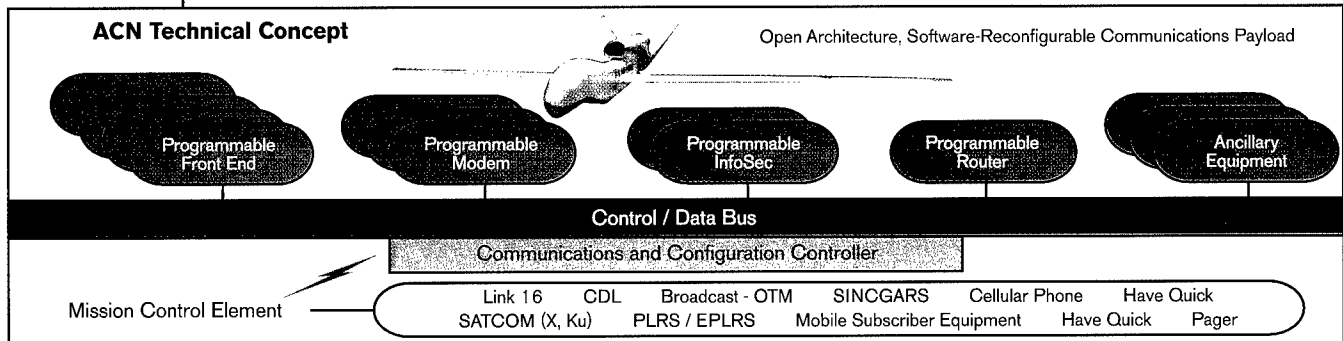 ACN Technical Concept
Open Architecture, Software-Reconfigurable Communications Payload
Programmable
Front End
Programmable
Modem
Programmable
InfoSec
Programmable
Router
Ancillary
Equipment
Control / Data Bus
Communications and Configuration Controller
Mission Control Element
Link 16 CDL Broadcast - OTM SINCGARS Cellular Phone Have Quick
SATCOM (X, Ku) PLRS / EPLRS Mobile Subscriber Equipment Have Quick Pager